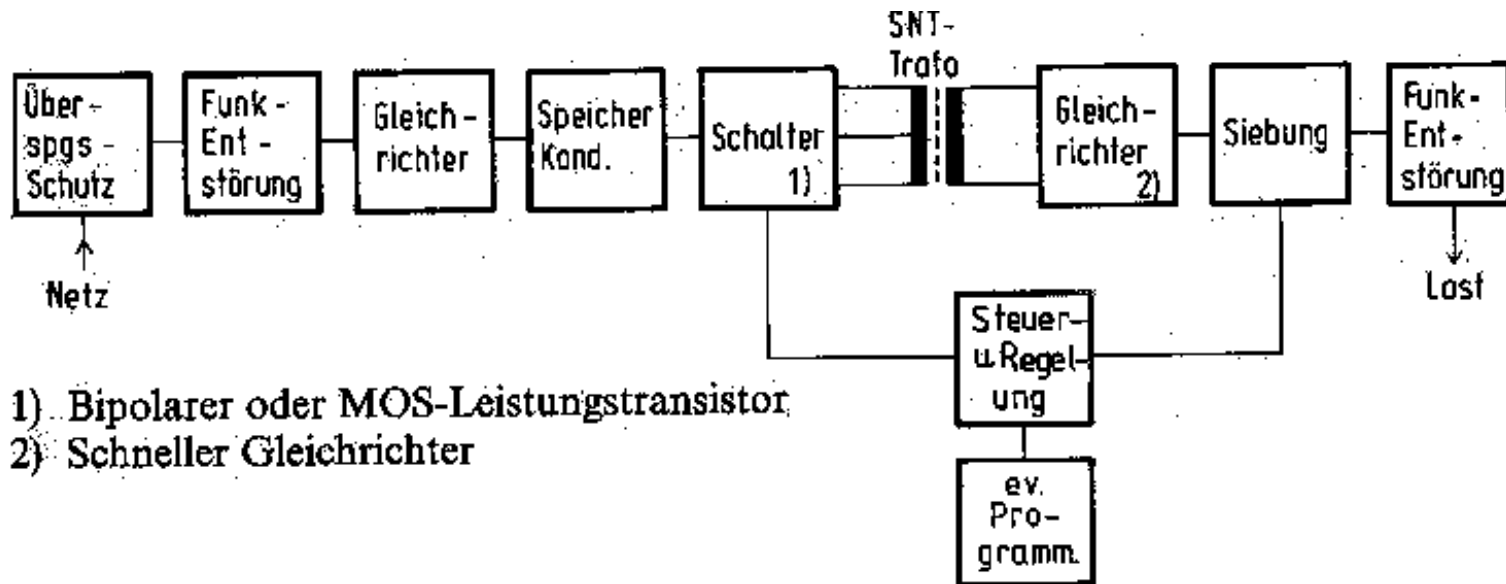 Über-
spgs-
Schutz
Funk-
Ent-
störung
Gleich-
richter
Speicher
Kond.
Schalter
1)
SNT-
Trafo
Gleich-
richter
2)
Siebung
Funk-
Ent-
störung
Netz
Last
Steuer-
u. Regel-
ung
ev.
Pro-
gramm.
1) Bipolarer oder MOS-Leistungstransistor
2) Schneller Gleichrichter